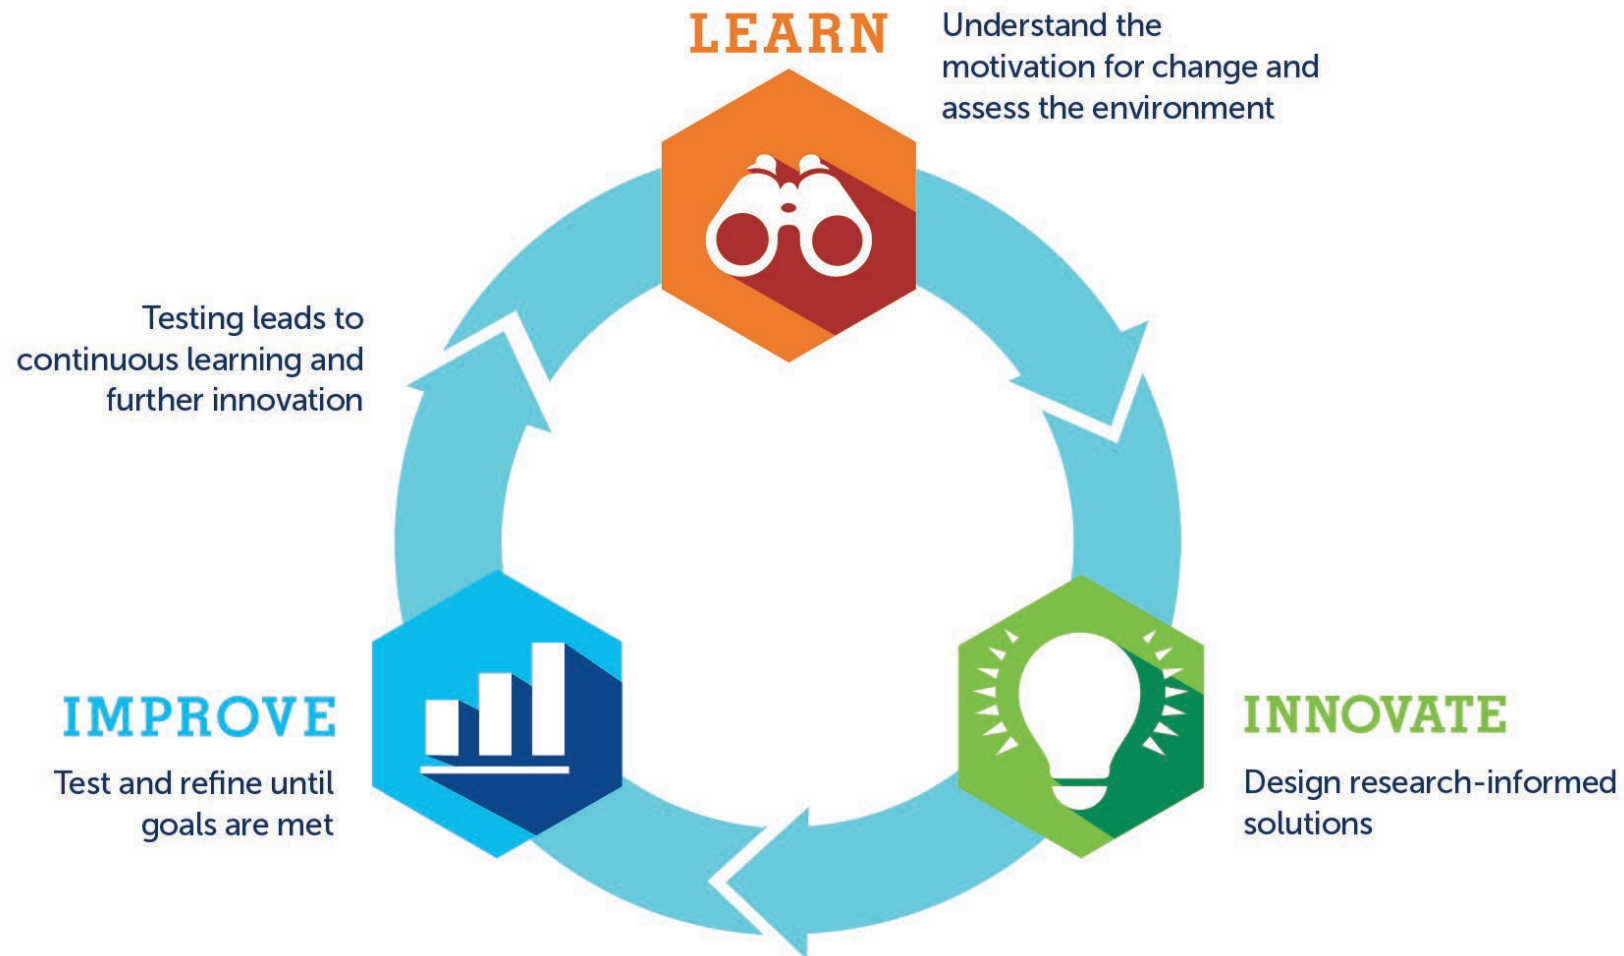 LEARN
Understand the
motivation for change and
assess the environment
Testing leads to
continuous learning and
further innovation
IMPROVE
Test and refine until
goals are met
INNOVATE
Design research-informed
solutions